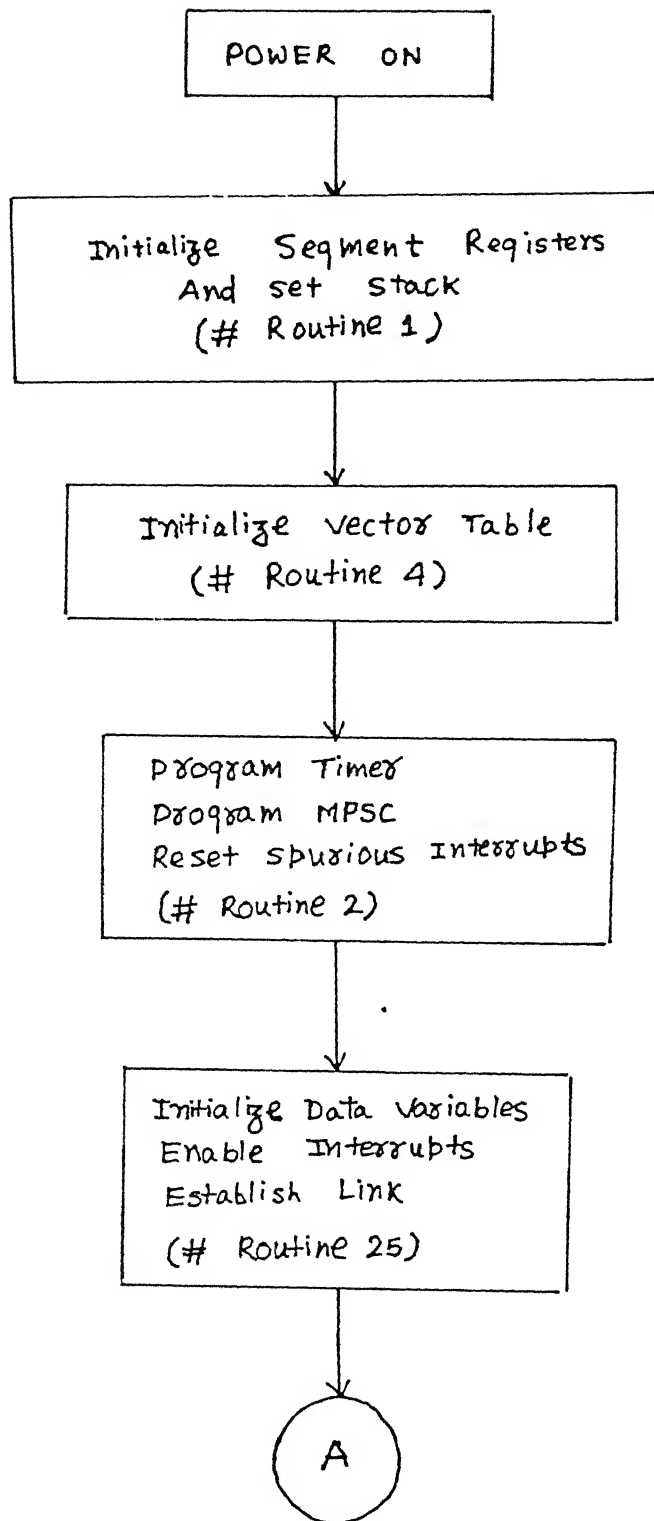 POWER ON
Initialize Segment Registers
And set stack
(# Routine 1)
Initialize Vector Table
(# Routine 4)
Program Timer
Program MPSC
Reset spurious Interrupts
(# Routine 2)
Initialize Data Variables
Enable Interrupts
Establish Link
(# Routine 25)
A